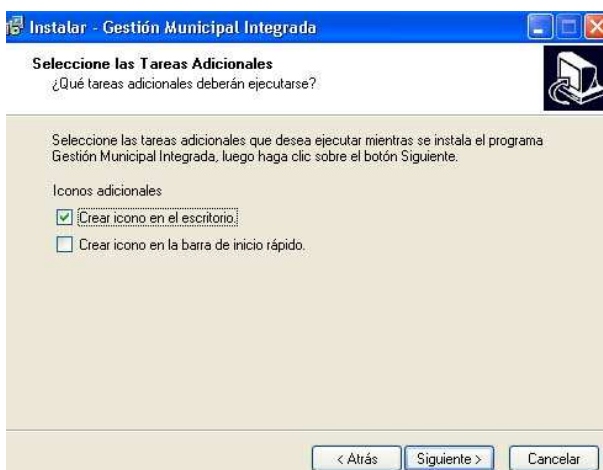 Instalar - Gestión Municipal Integrada
Seleccione las Tareas Adicionales
¿Qué tareas adicionales deberán ejecutarse?
Seleccione las tareas adicionales que desea ejecutar mientras se instala el programa
Gestión Municipal Integrada, luego haga clic sobre el botón Siguiente.
Iconos adicionales
Crear icono en el escritorio.
Crear icono en la barra de inicio rápido.
< Atrás Siguiente > Cancelar